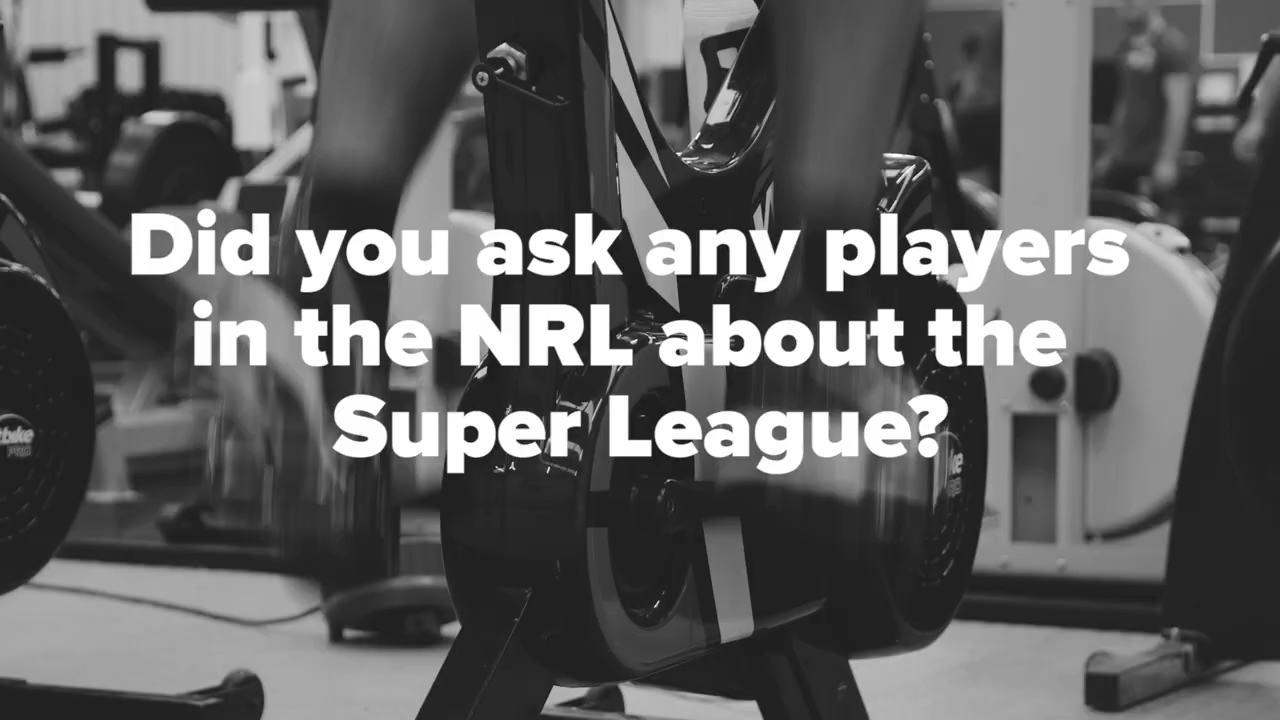 Did you ask any players
in the NRL about the
Super League?